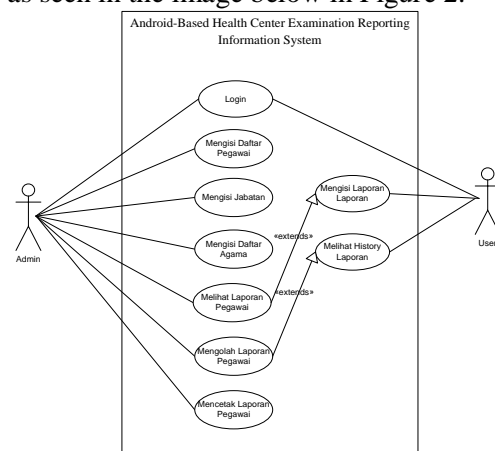 as seen in the image below in Figure 2.
Android-Based Health Center Examination Reporting
Information System
Login
Mengisi Daftar
Pegawai
Mengisi Jabatan
Mengisi Laporan
Laporan
Mengisi Daftar
Agama
«extends»
Melihat History
Laporan
Admin
User
Melihat Laporan
Pegawai
«extends»
Mengolah Laporan
Pegawai
Mencetak Laporan
Pegawai